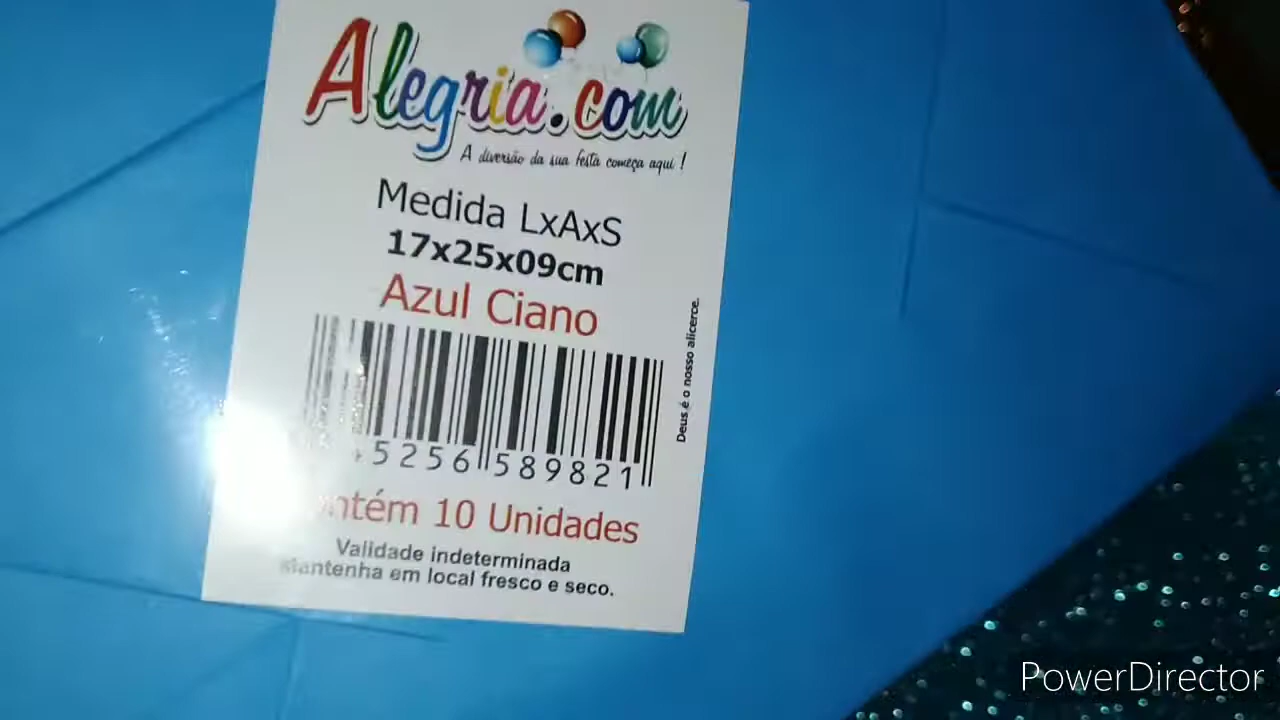 Alegria.com
A diversão da sua festa começa aqui !
Medida LxAxS
17x25x09cm
Azul Ciano
Deus é o nosso alicerce.
5256 589821
10 Unidades
Validade indeterminada
Mantenha em local fresco e seco.
PowerDirector